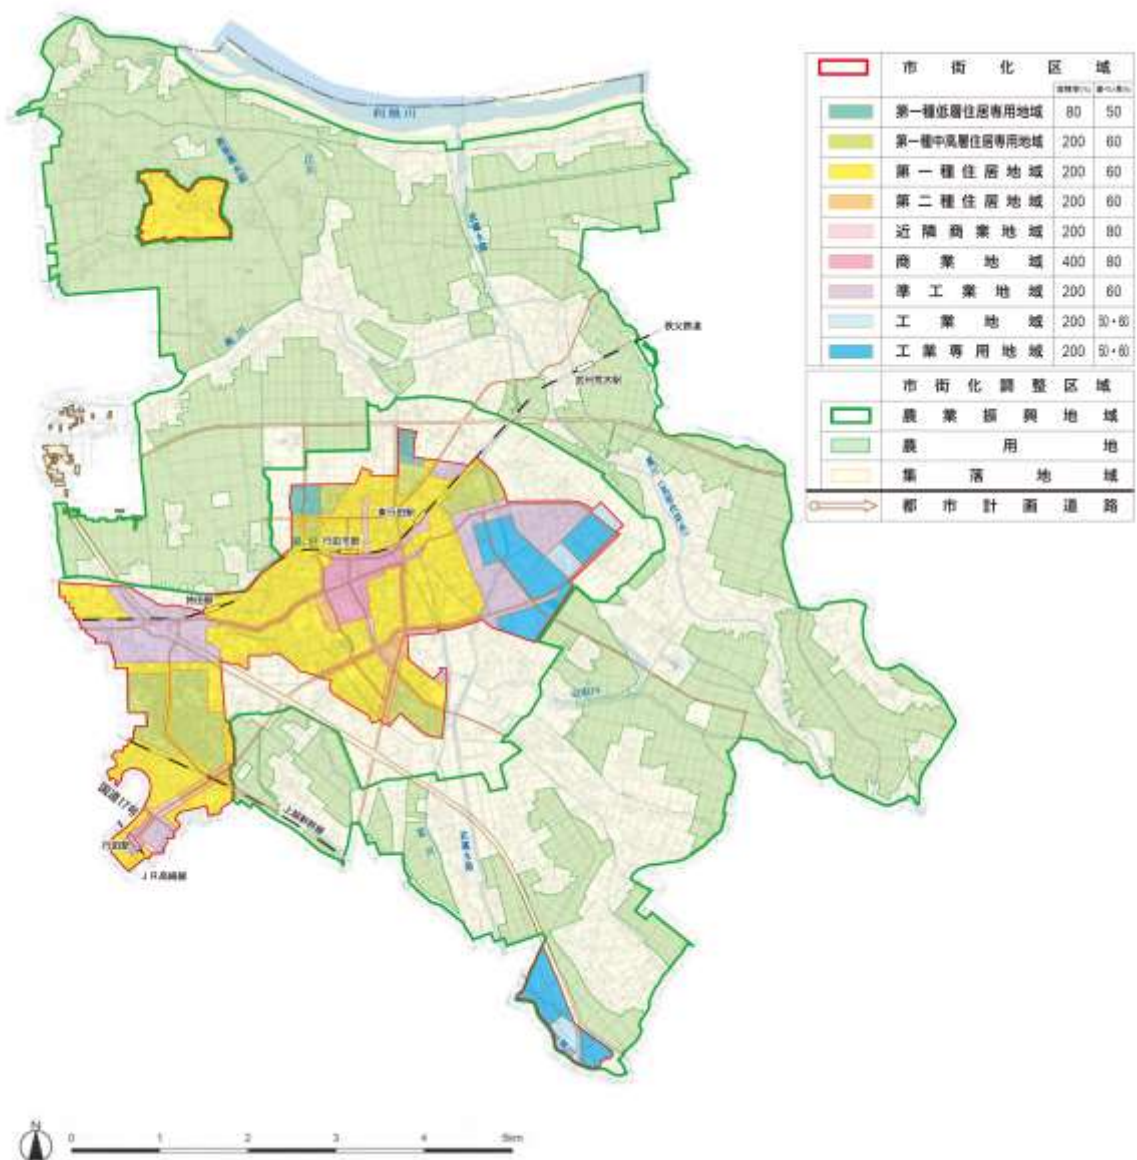 市街化区域
容積率(%) 建ぺい率(%)
第一種低層住居専用地域 80 50
第一種中高層住居専用地域 200 60
第一種住居地域 200 60
第二種住居地域 200 60
近隣商業地域 200 80
商業地域 400 80
準工業地域 200 60
工業地域 200 50・60
工業専用地域 200 50・60
市街化調整区域
農業振興地域
農用地
集落地域
都市計画道路
利根川
秩父鉄道
武州荒木駅
東行田駅
行田市駅
持田駅
国道17号
上越新幹線
行田駅
JR高崎線
N
0 1 2 3 4 5km